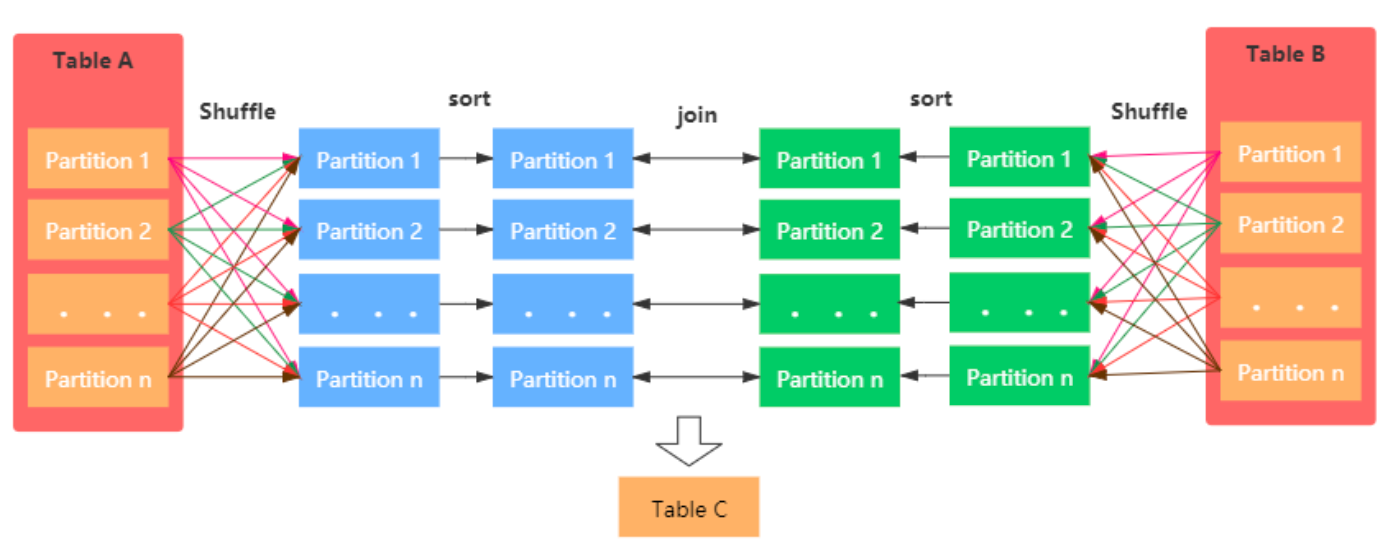 Table A
Table B
Shuffle
sort
join
sort
Shuffle
Partition 1
Partition 1
Partition 1
Partition 1
Partition 1
Partition 1
Partition 2
Partition 2
Partition 2
Partition 2
Partition 2
Partition 2
. . .
. . .
. . .
. . .
. . .
. . .
Partition n
Partition n
Partition n
Partition n
Partition n
Partition n
Table C